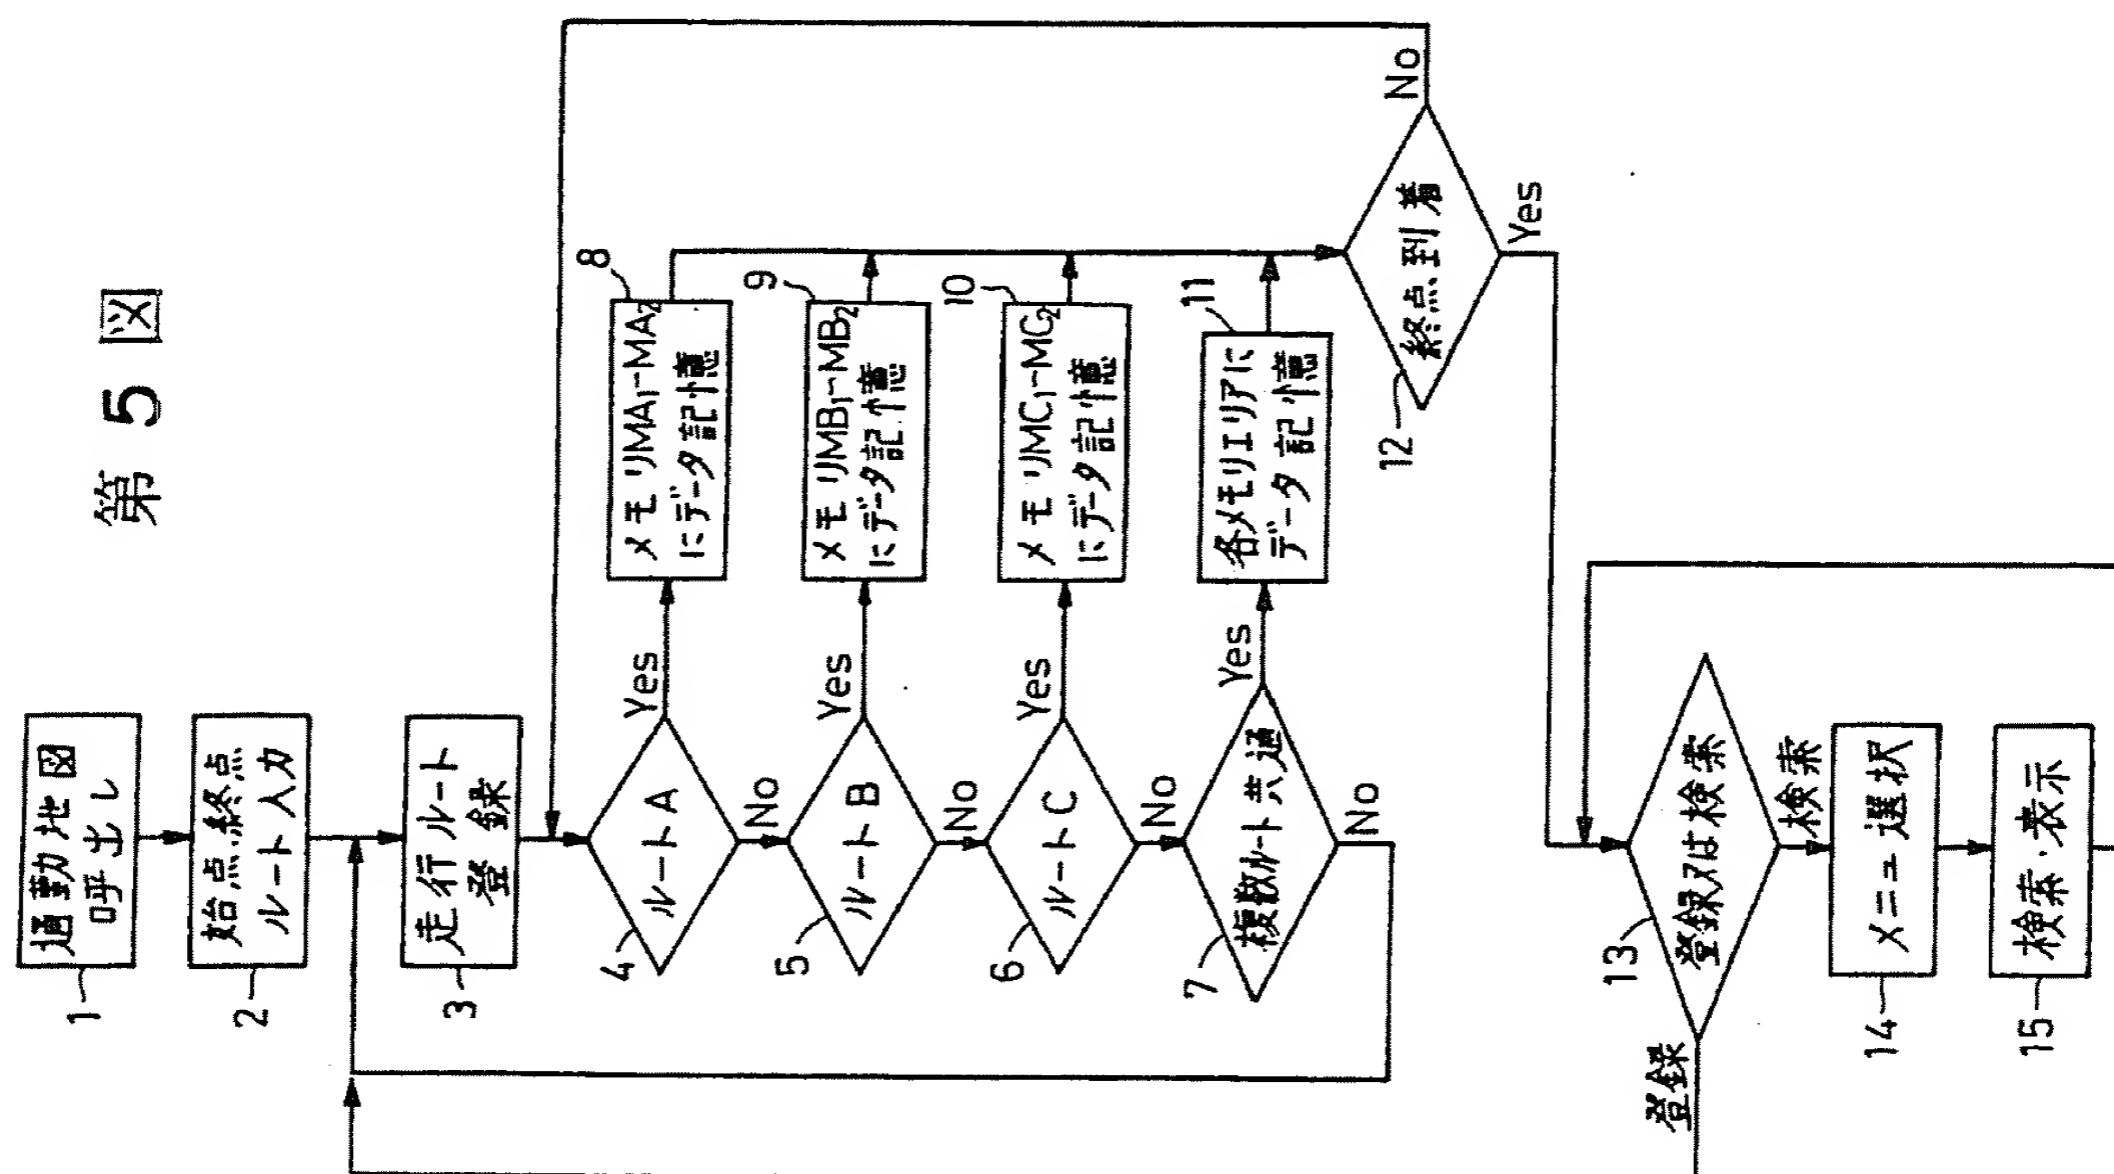 第5図
通勤地図
呼出し
1
始点終点
ルート入力
2
走行ルート
登録
3
ルートA
4
Yes
No
メモリMA₁-MA₂
にデータ記憶
8
ルートB
5
Yes
No
メモリMB₁-MB₂
にデータ記憶
9
ルートC
6
Yes
No
メモリMC₁-MC₂
にデータ記憶
10
複数ルート共通
7
Yes
No
各メモリエリアに
データ記憶
11
終点到着
12
No
Yes
登録又は検索
13
登録
検索
メニュー選択
14
検索・表示
15